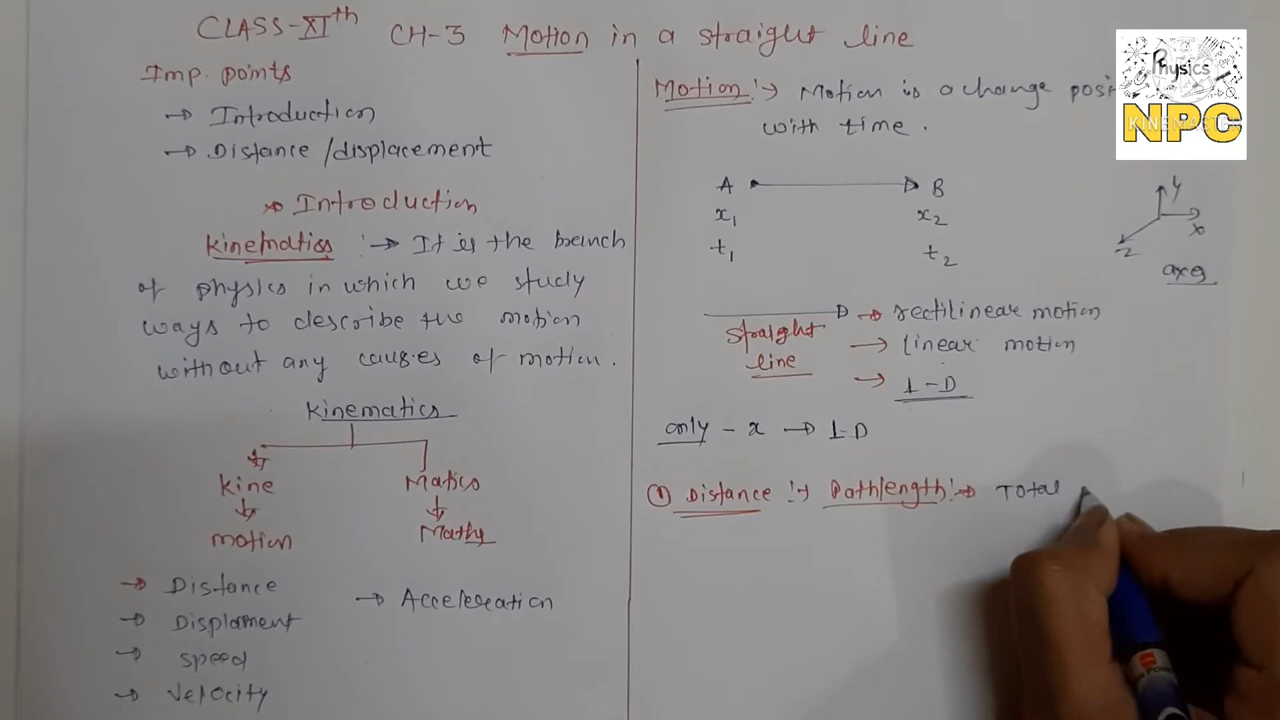 CLASS-XIth CH-3 Motion in a straight line
Imp. points
→ Introduction
→ Distance /displacement
Introduction
Kinematics :→ It is the branch
of physics in which we study
ways to describe the motion
without any causes of motion.
Kinematics
Kine Matics
motion Maths
→ Distance
→ Displament
→ Speed
→ Velocity
→ Acceleration
Motion :→ Motion is a change posi
with time.
A B
x1 x2
t1 t2
y
x
z
axes
straight
line
→ rectilinear motion
→ linear motion
→ 1-D
only - x → 1-D
① Distance :→ Pathlength :→ Total
Physics
NPC
KINEMASTER